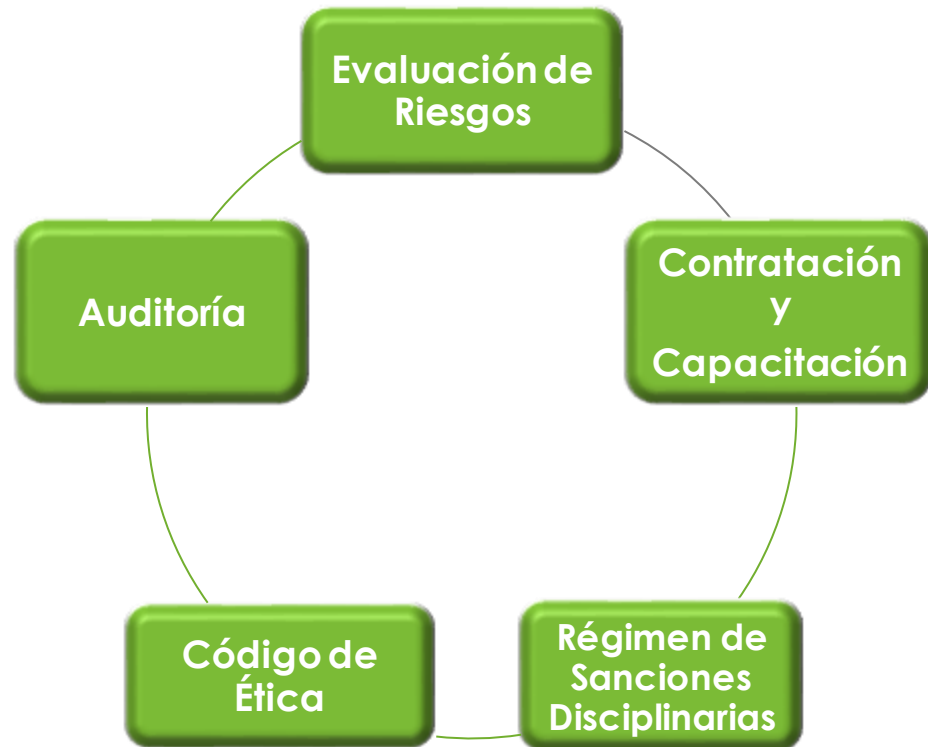 Evaluación de
Riesgos
Contratación
y
Capacitación
Régimen de
Sanciones
Disciplinarias
Código de
Ética
Auditoría